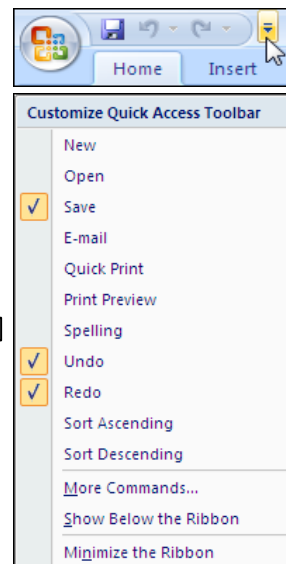 Home Insert
Customize Quick Access Toolbar
New
Open
Save
E-mail
Quick Print
Print Preview
Spelling
Undo
Redo
Sort Ascending
Sort Descending
More Commands...
Show Below the Ribbon
Minimize the Ribbon